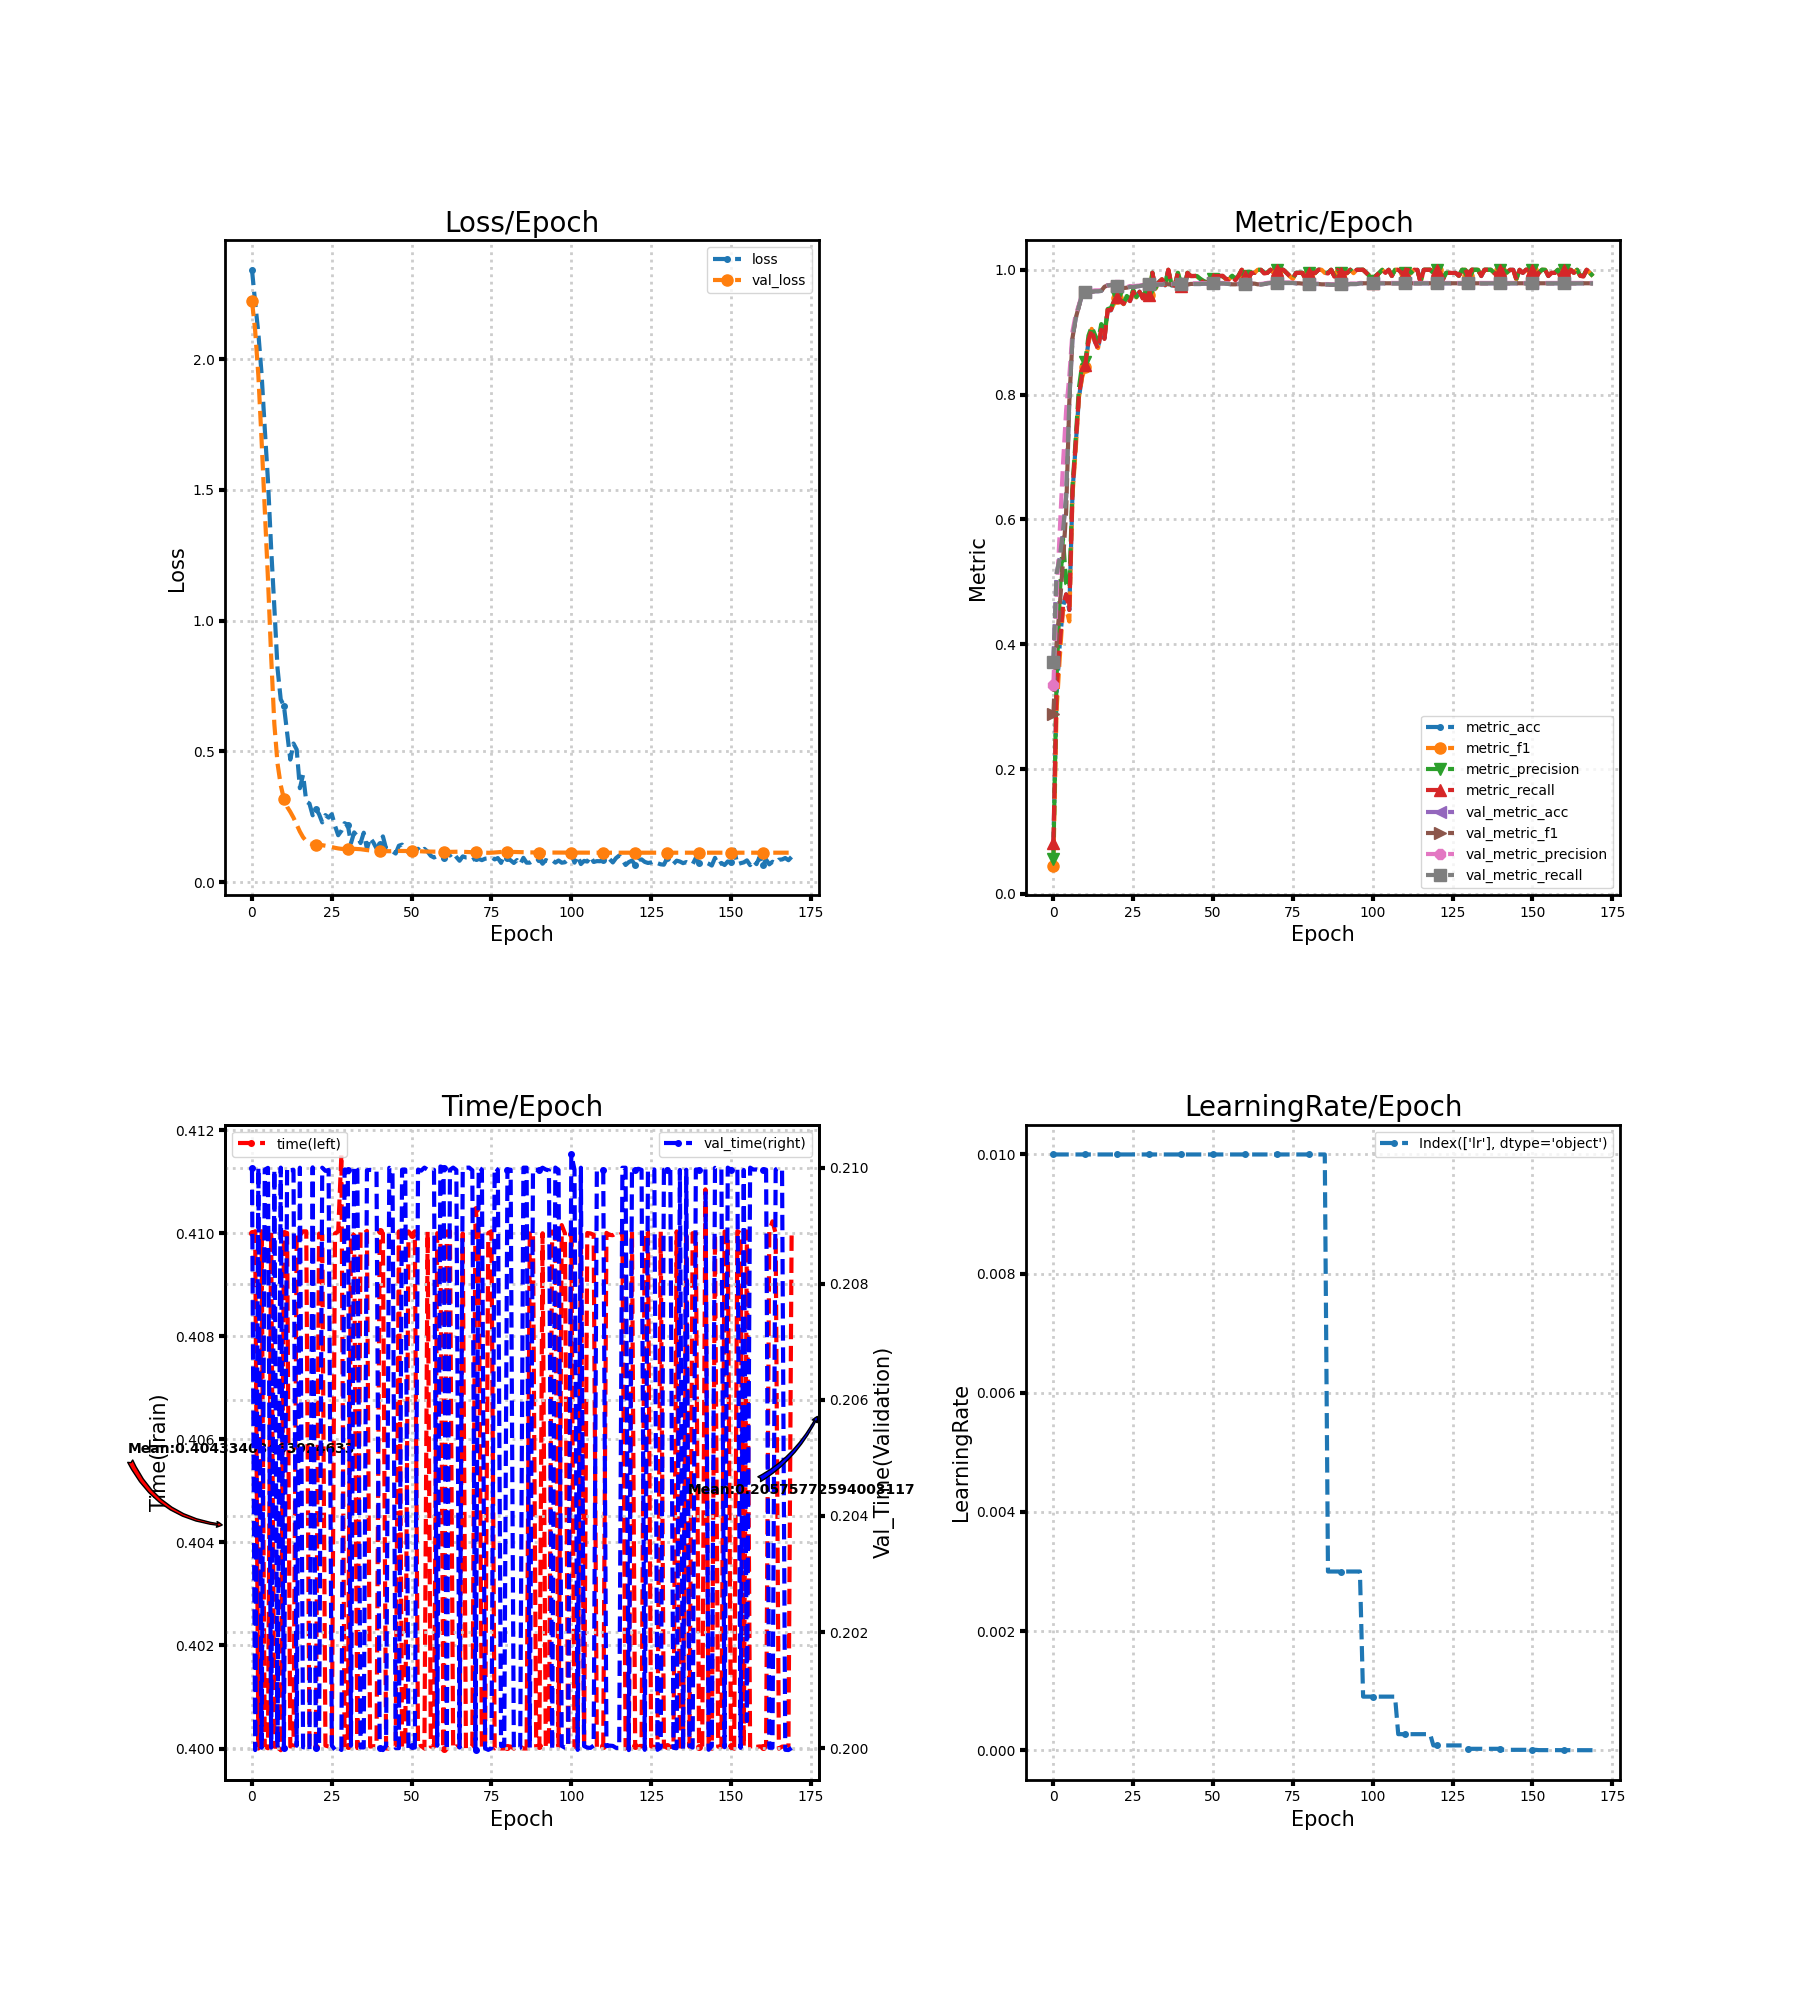 Loss/Epoch
loss
val_loss
2.0
1.5
1.0
0.5
0.0
Loss
0 25 50 75 100 125 150 175
Epoch
Metric/Epoch
1.0
0.8
0.6
0.4
0.2
0.0
Metric
metric_acc
metric_f1
metric_precision
metric_recall
val_metric_acc
val_metric_f1
val_metric_precision
val_metric_recall
0 25 50 75 100 125 150 175
Epoch
Time/Epoch
time(left)
val_time(right)
0.412
0.410
0.408
0.406
0.404
0.402
0.400
Time(Train)
0.210
0.208
0.206
0.204
0.202
0.200
Val_Time(Validation)
Mean:0.20575772594008117
0 25 50 75 100 125 150 175
Epoch
LearningRate/Epoch
Index(['lr'], dtype='object')
0.010
0.008
0.006
0.004
0.002
0.000
LearningRate
0 25 50 75 100 125 150 175
Epoch